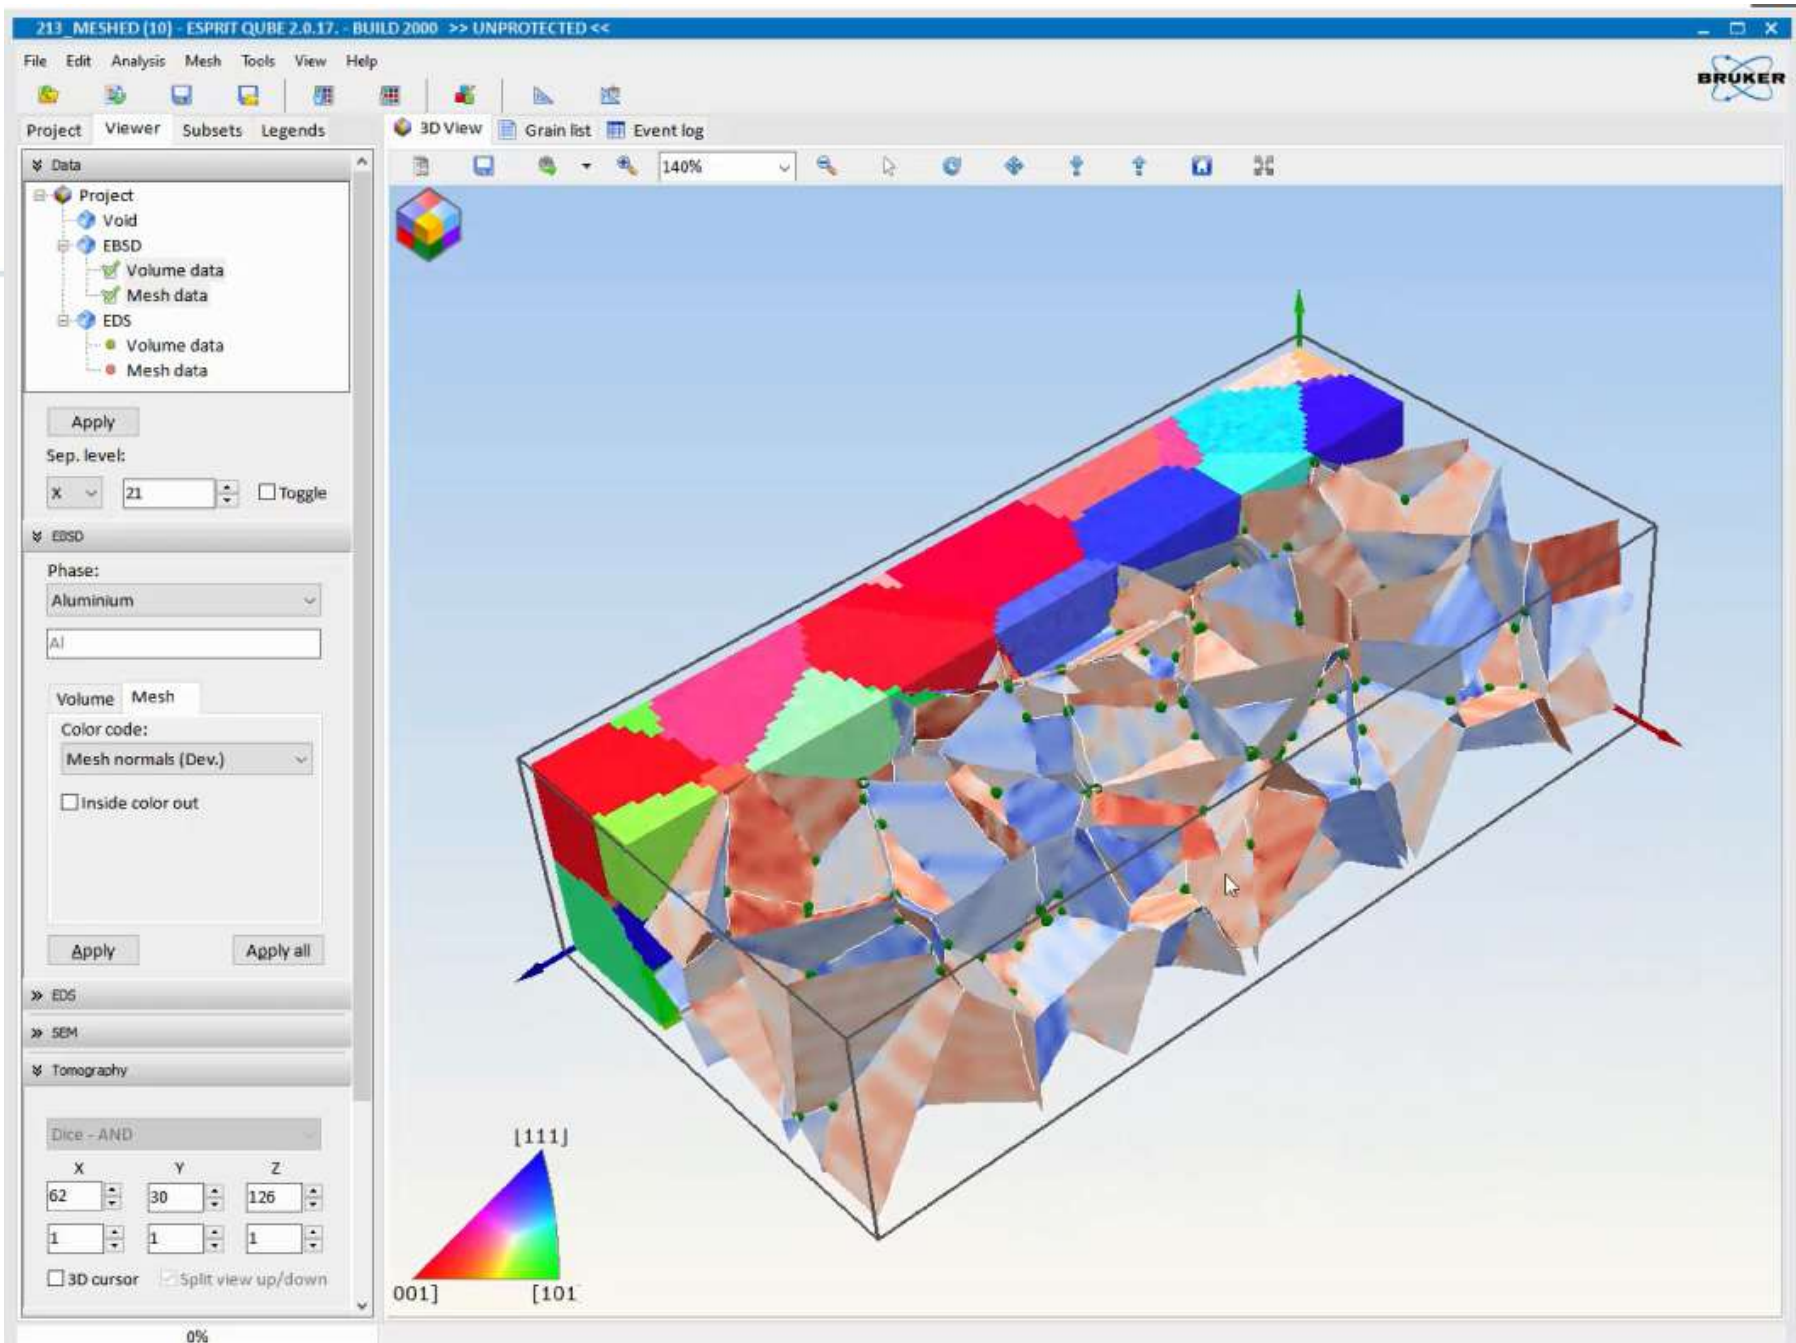 213_MESHED (10) - ESPRIT QUBE 2.0.17. - BUILD 2000 >> UNPROTECTED <<
File Edit Analysis Mesh Tools View Help
BRUKER
Project Viewer Subsets Legends
3D View Grain list Event log
Data
140%
Project
Void
EBSD
Volume data
Mesh data
EDS
Volume data
Mesh data
Apply
Sep. level:
X 21 Toggle
EBSD
Phase:
Aluminium
Al
Volume Mesh
Color code:
Mesh normals (Dev.)
Inside color out
Apply Apply all
EDS
SEM
Tomography
Dice - AND
X Y Z
62 30 126
1 1 1
3D cursor Split view up/down
0%
[111]
001] [101